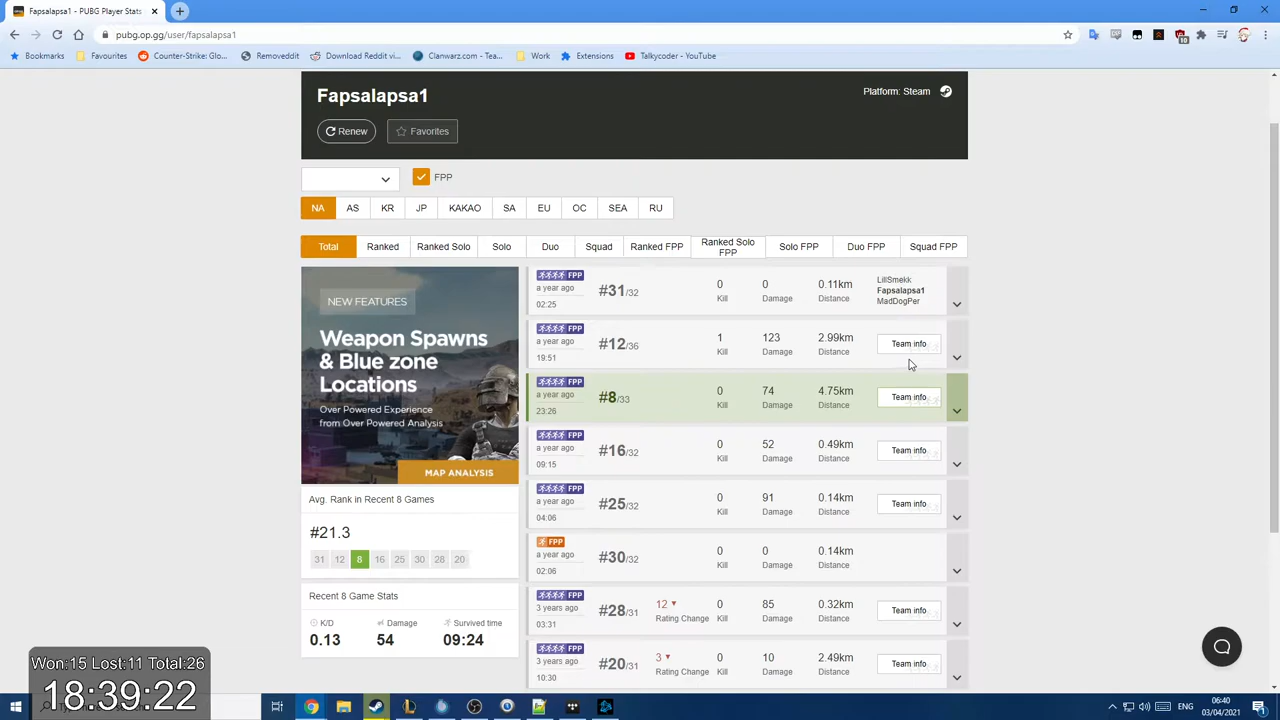 Fapsalapsa1 - PUBG Player Stats
pubg.op.gg/user/fapsalapsa1
Bookmarks
Favourites
Counter-Strike: Glo...
Removeddit
Download Reddit Vid...
Clanwarz.com - Tea...
Work
Extensions
Talkycoder - YouTube
10
Fapsalapsa1
Platform: Steam
Renew
Favorites
FPP
NA AS KR JP KAKAO SA EU OC SEA RU
Total Ranked Ranked Solo Solo Duo Squad Ranked FPP Ranked Solo FPP Solo FPP Duo FPP Squad FPP
NEW FEATURES
Weapon Spawns
& Blue zone
Locations
Over Powered Experience
from Over Powered Analysis
MAP ANALYSIS
Avg. Rank in Recent 8 Games
#21.3
31 12 8 16 25 30 28 20
Recent 8 Game Stats
K/D Damage Survived time
0.13 54 09:24
FPP
a year ago
02:25
#31/32
0 Kill
0 Damage
0.11km Distance
LillSmekk
Fapsalapsa1
MadDogPer
FPP
a year ago
19:51
#12/36
1 Kill
123 Damage
2.99km Distance
Team info
FPP
a year ago
23:26
#8/33
0 Kill
74 Damage
4.75km Distance
Team info
FPP
a year ago
09:15
#16/32
0 Kill
52 Damage
0.49km Distance
Team info
FPP
a year ago
04:06
#25/32
0 Kill
91 Damage
0.14km Distance
Team info
FPP
a year ago
02:06
#30/32
0 Kill
0 Damage
0.14km Distance
FPP
3 years ago
03:31
#28/31
12 Rating Change
0 Kill
85 Damage
0.32km Distance
Team info
FPP
3 years ago
10:30
#20/31
3 Rating Change
0 Kill
10 Damage
2.49km Distance
Team info
Won:15 Lost:11 Total:26
18:39:22
ENG
06:40
03/04/2021
1